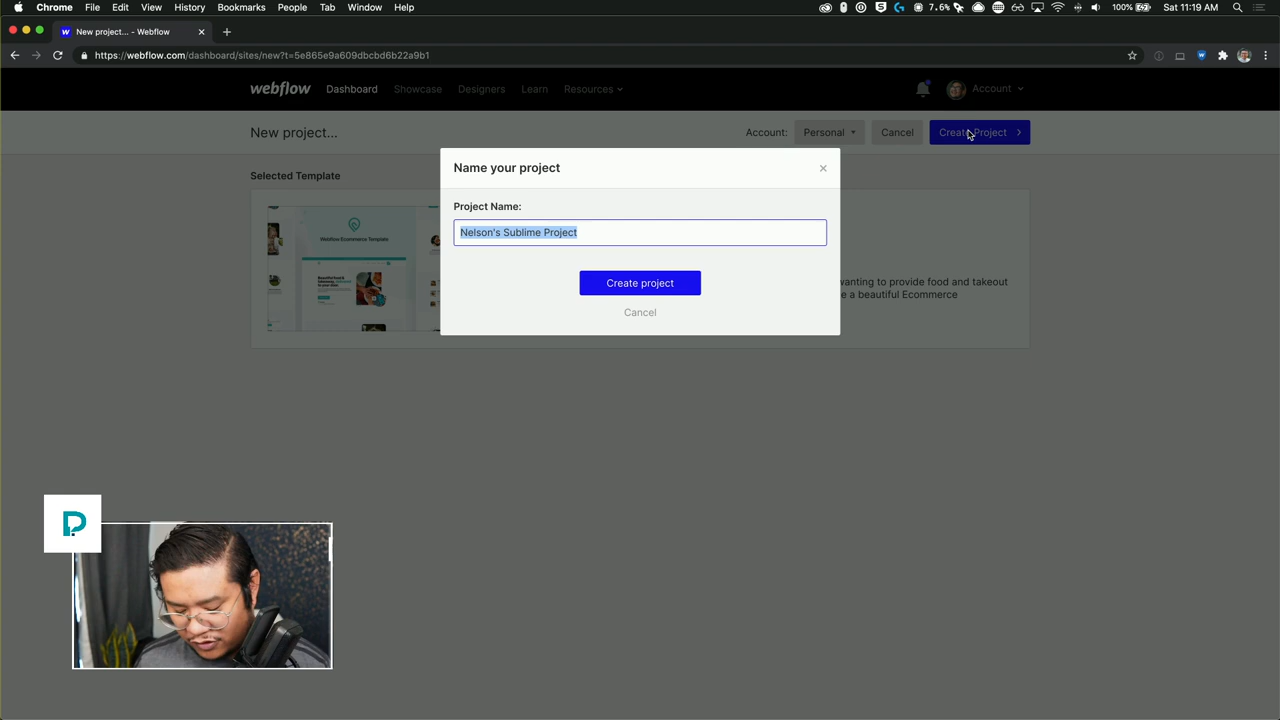 Chrome File Edit View History Bookmarks People Tab Window Help
7.6% 100% Sat 11:19 AM
New project... - Webflow
https://webflow.com/dashboard/sites/new?t=5e865e9a609dbcbd6b22a9b1
webflow Dashboard Showcase Designers Learn Resources Account
New project... Account: Personal Cancel Create Project
Name your project
Selected Template
Project Name:
Webflow Ecommerce Template
Nelson's Sublime Project
wanting to provide food and takeout
Create project
e a beautiful Ecommerce
Cancel